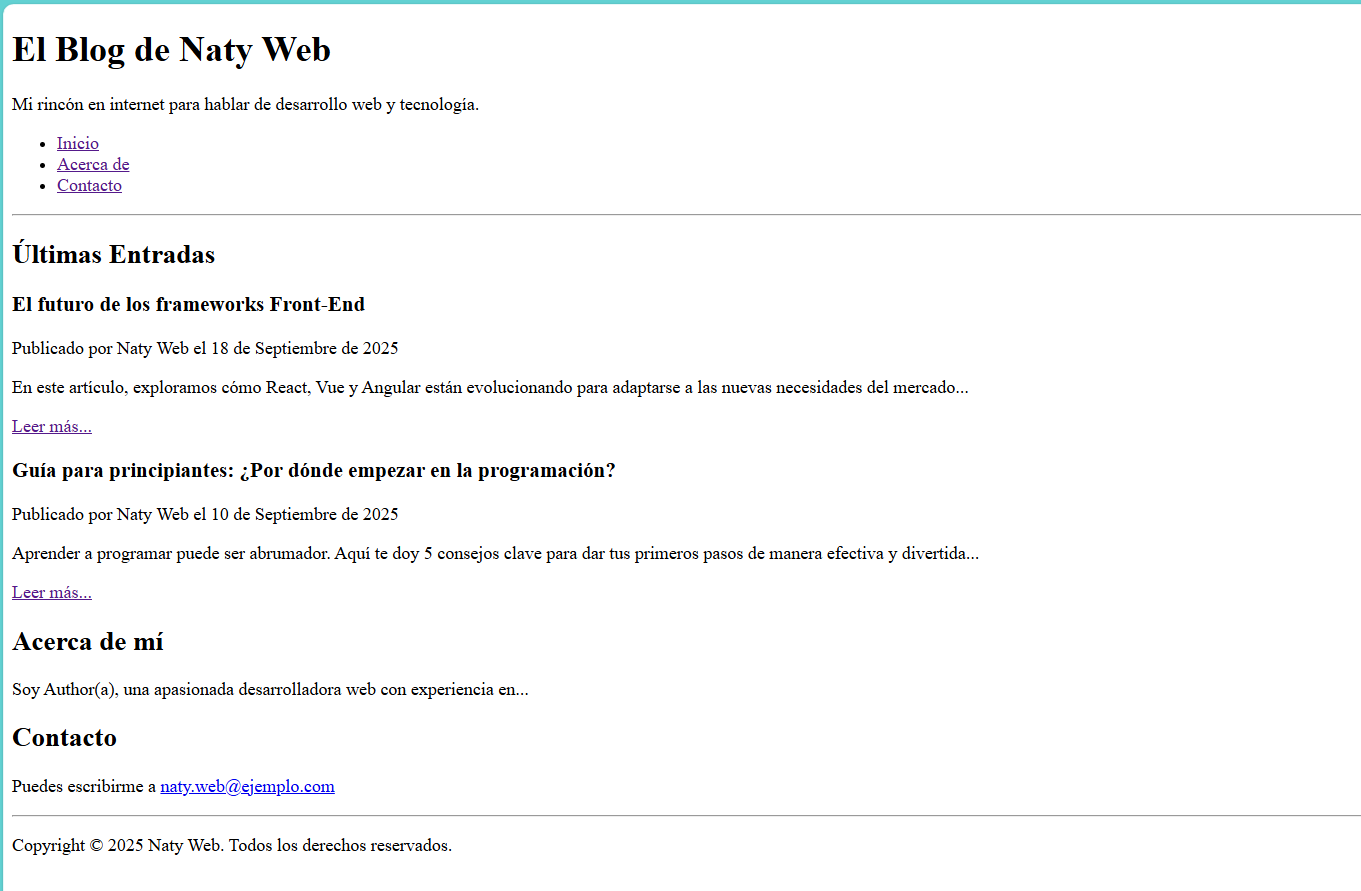 El Blog de Naty Web
Mi rincón en internet para hablar de desarrollo web y tecnología.
Inicio
Acerca de
Contacto
Últimas Entradas
El futuro de los frameworks Front-End
Publicado por Naty Web el 18 de Septiembre de 2025
En este artículo, exploramos cómo React, Vue y Angular están evolucionando para adaptarse a las nuevas necesidades del mercado...
Leer más...
Guía para principiantes: ¿Por dónde empezar en la programación?
Publicado por Naty Web el 10 de Septiembre de 2025
Aprender a programar puede ser abrumador. Aquí te doy 5 consejos clave para dar tus primeros pasos de manera efectiva y divertida...
Leer más...
Acerca de mí
Soy Author(a), una apasionada desarrolladora web con experiencia en...
Contacto
Puedes escribirme a naty.web@ejemplo.com
Copyright © 2025 Naty Web. Todos los derechos reservados.